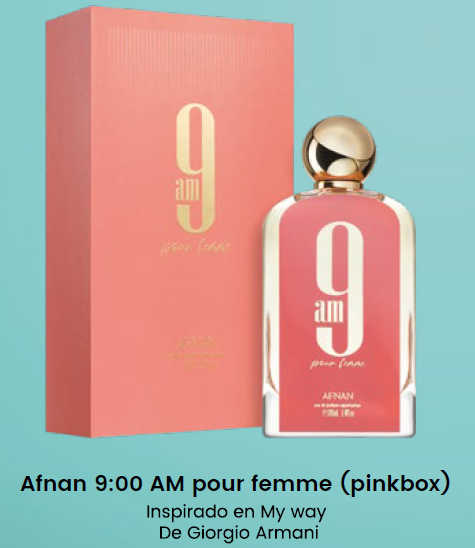 9
am
pour femme
9
am
pour femme
AFNAN
Afnan 9:00 AM pour femme (pinkbox)
Inspirado en My way
De Giorgio Armani